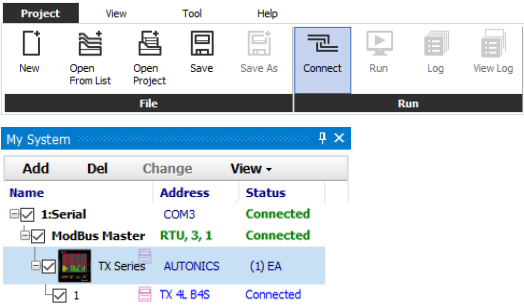 Project View Tool Help
New Open From List Open Project Save Save As Connect Run Log View Log
File Run
My System
Add Del Change View
Name Address Status
1:Serial COM3 Connected
ModBus Master RTU, 3, 1 Connected
TX Series AUTONICS (1) EA
1 TX 4L B4S Connected